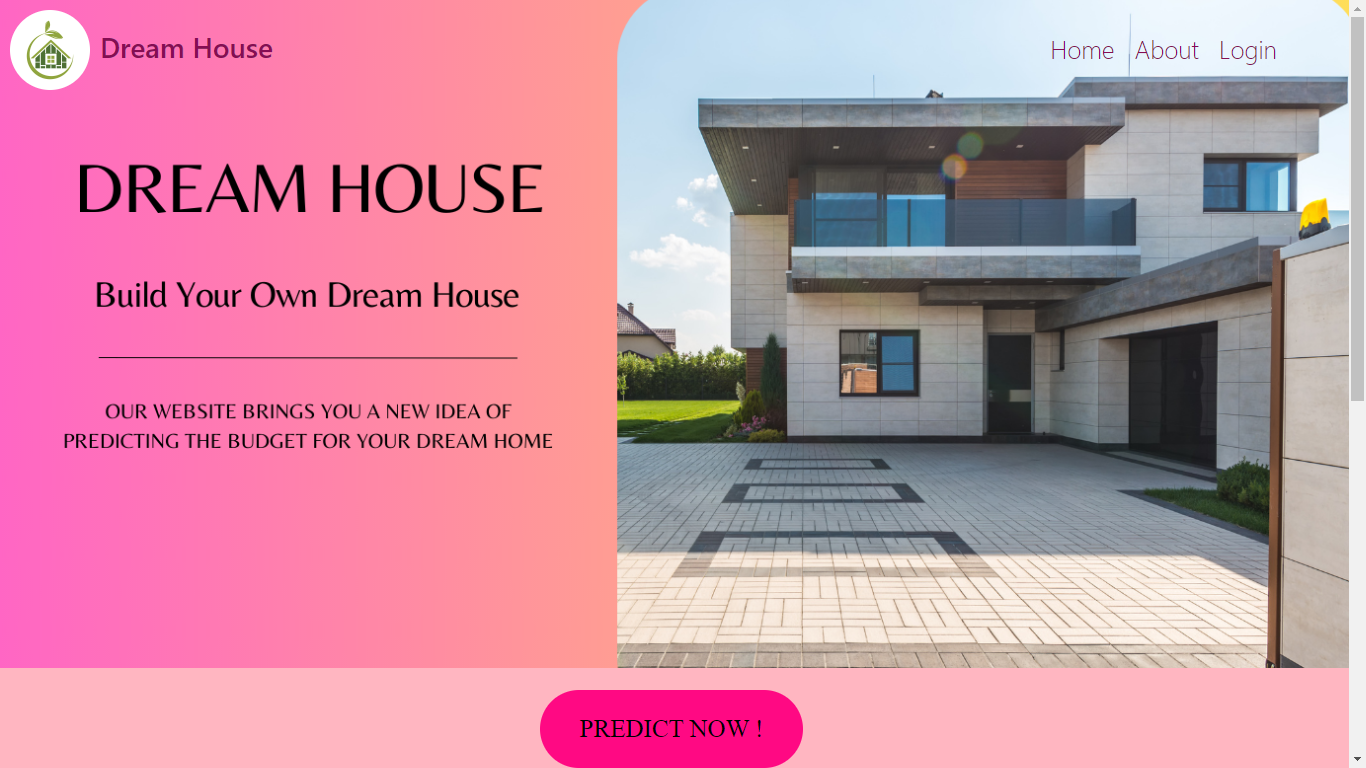 Dream House
Home About Login
DREAM HOUSE
Build Your Own Dream House
OUR WEBSITE BRINGS YOU A NEW IDEA OF
PREDICTING THE BUDGET FOR YOUR DREAM HOME
PREDICT NOW !